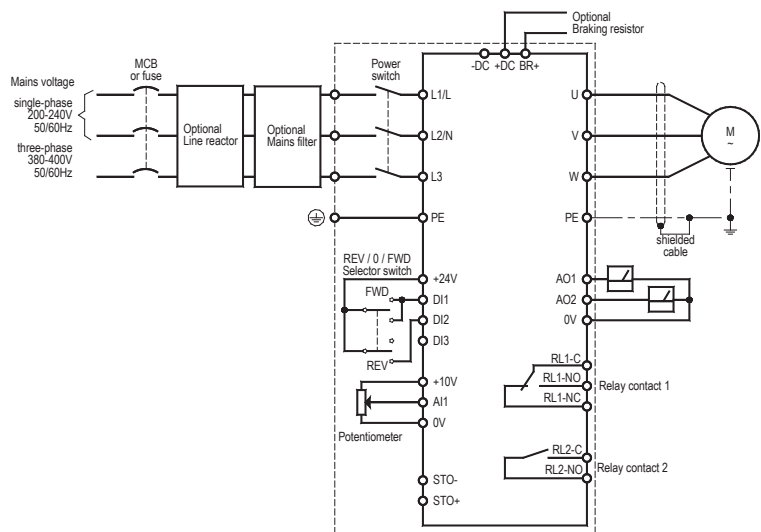 Optional
Braking resistor
-DC +DC BR+
MCB
or fuse
Power
switch
Mains voltage
single-phase
200-240V
50/60Hz
three-phase
380-400V
50/60Hz
Optional
Line reactor
Optional
Mains filter
L1/L
L2/N
L3
PE
U
V
W
PE
M
~
shielded
cable
REV / 0 / FWD
Selector switch
FWD
REV
+24V
DI1
DI2
DI3
+10V
AI1
0V
Potentiometer
STO-
STO+
AO1
AO2
0V
RL1-C
RL1-NO
RL1-NC
Relay contact 1
RL2-C
RL2-NO
Relay contact 2